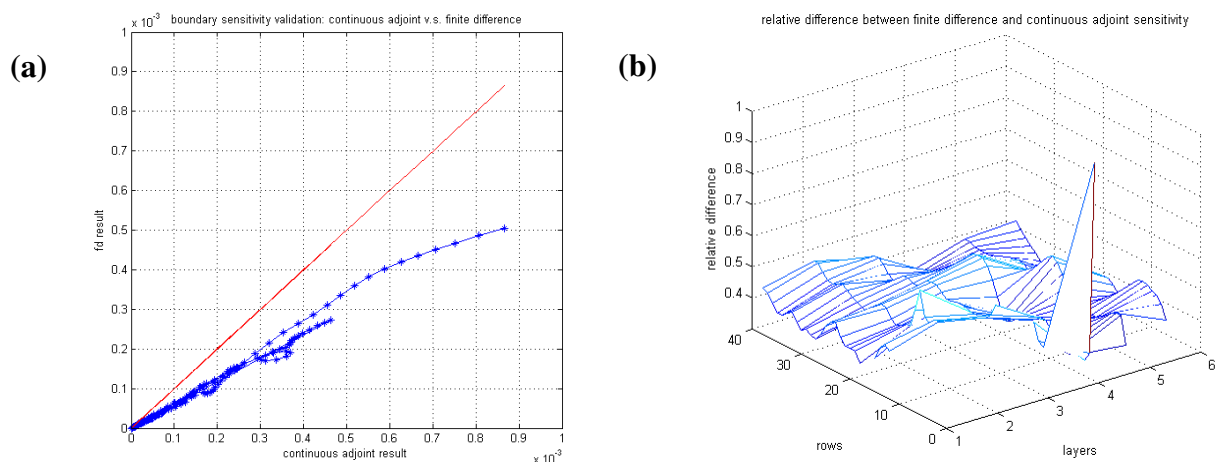 (a)
x 10⁻³
boundary sensitivity validation: continuous adjoint v.s. finite difference
1
0.9
0.8
0.7
0.6
0.5
0.4
0.3
0.2
0.1
0
fd result
0 0.1 0.2 0.3 0.4 0.5 0.6 0.7 0.8 0.9 1
continuous adjoint result
x 10⁻³
(b)
relative difference between finite difference and continuous adjoint sensitivity
1
0.9
0.8
0.7
0.6
0.5
0.4
relative difference
40
30
20
10
0
rows
1
2
3
4
5
6
layers